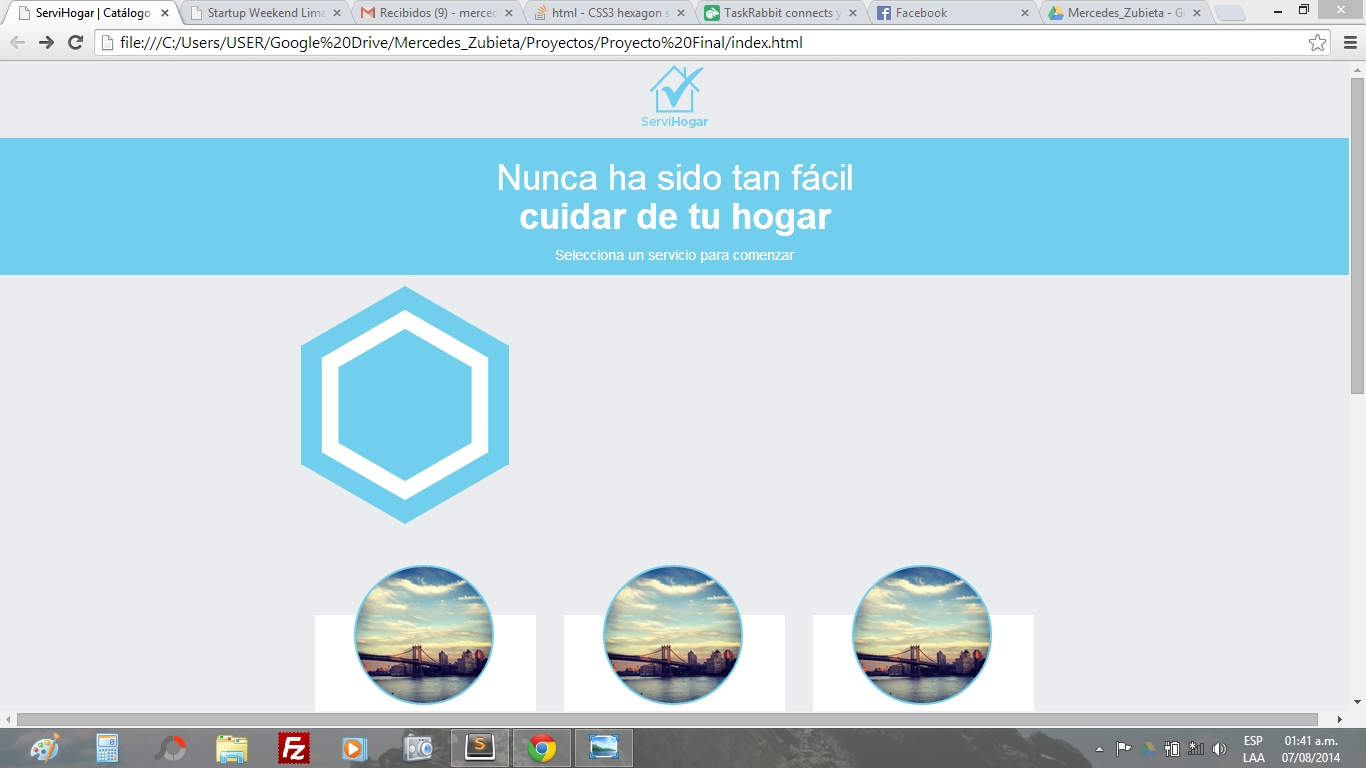 ServiHogar | Catálogo
Startup Weekend Lima
Recibidos (9) - merced
html - CSS3 hexagon s
TaskRabbit connects y
Facebook
Mercedes_Zubieta - Go
file:///C:/Users/USER/Google%20Drive/Mercedes_Zubieta/Proyectos/Proyecto%20Final/index.html
ServiHogar
Nunca ha sido tan fácil
cuidar de tu hogar
Selecciona un servicio para comenzar
ESP
LAA
01:41 a.m.
07/08/2014